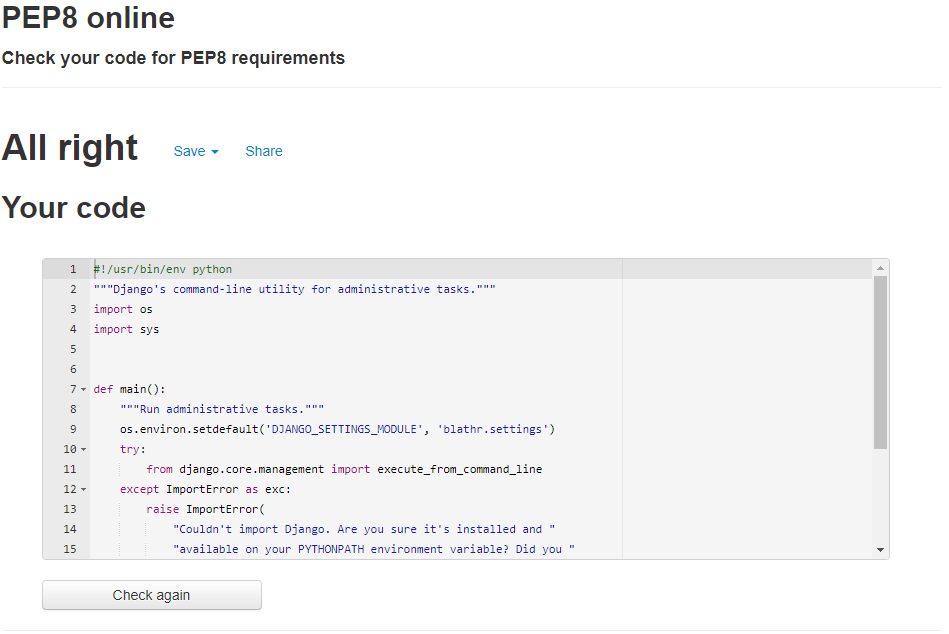 PEP8 online
Check your code for PEP8 requirements
All right Save Share
Your code
1 #!/usr/bin/env python
2 """Django's command-line utility for administrative tasks."""
3 import os
4 import sys
5
6
7 def main():
8     """Run administrative tasks."""
9     os.environ.setdefault('DJANGO_SETTINGS_MODULE', 'blathr.settings')
10     try:
11         from django.core.management import execute_from_command_line
12     except ImportError as exc:
13         raise ImportError(
14             "Couldn't import Django. Are you sure it's installed and "
15             "available on your PYTHONPATH environment variable? Did you "
Check again